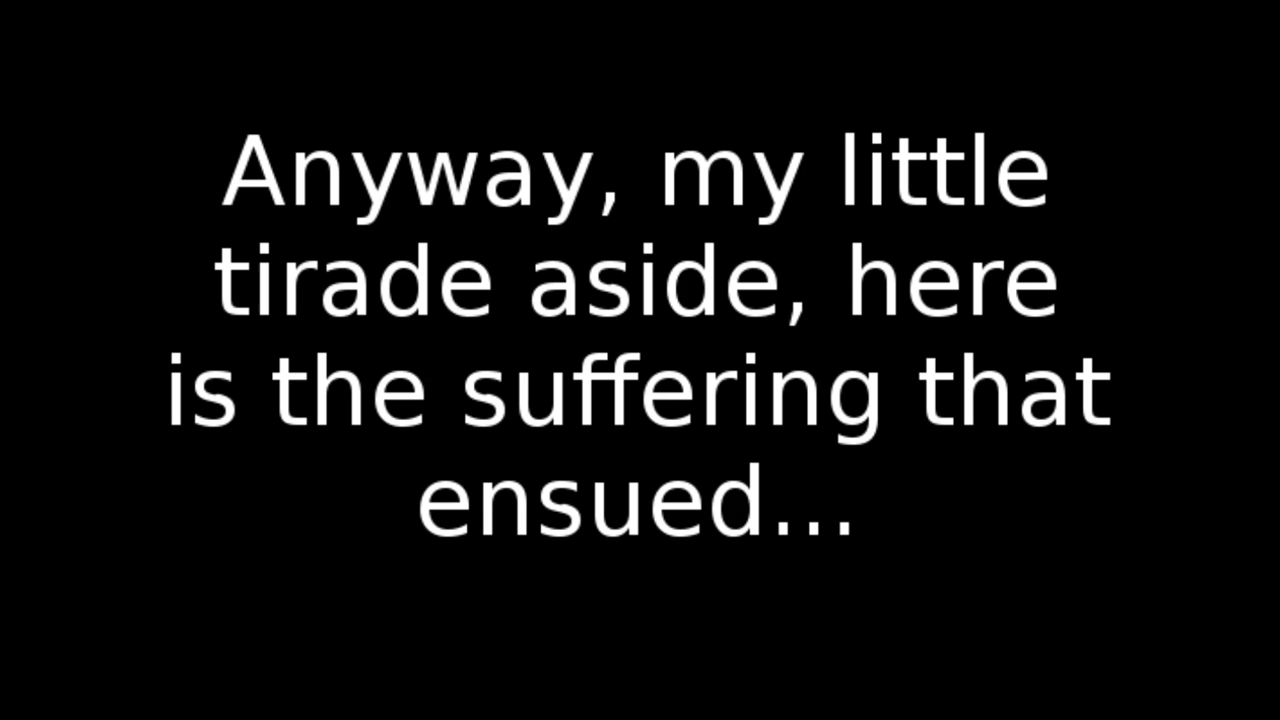 Anyway, my little
tirade aside, here
is the suffering that
ensued...